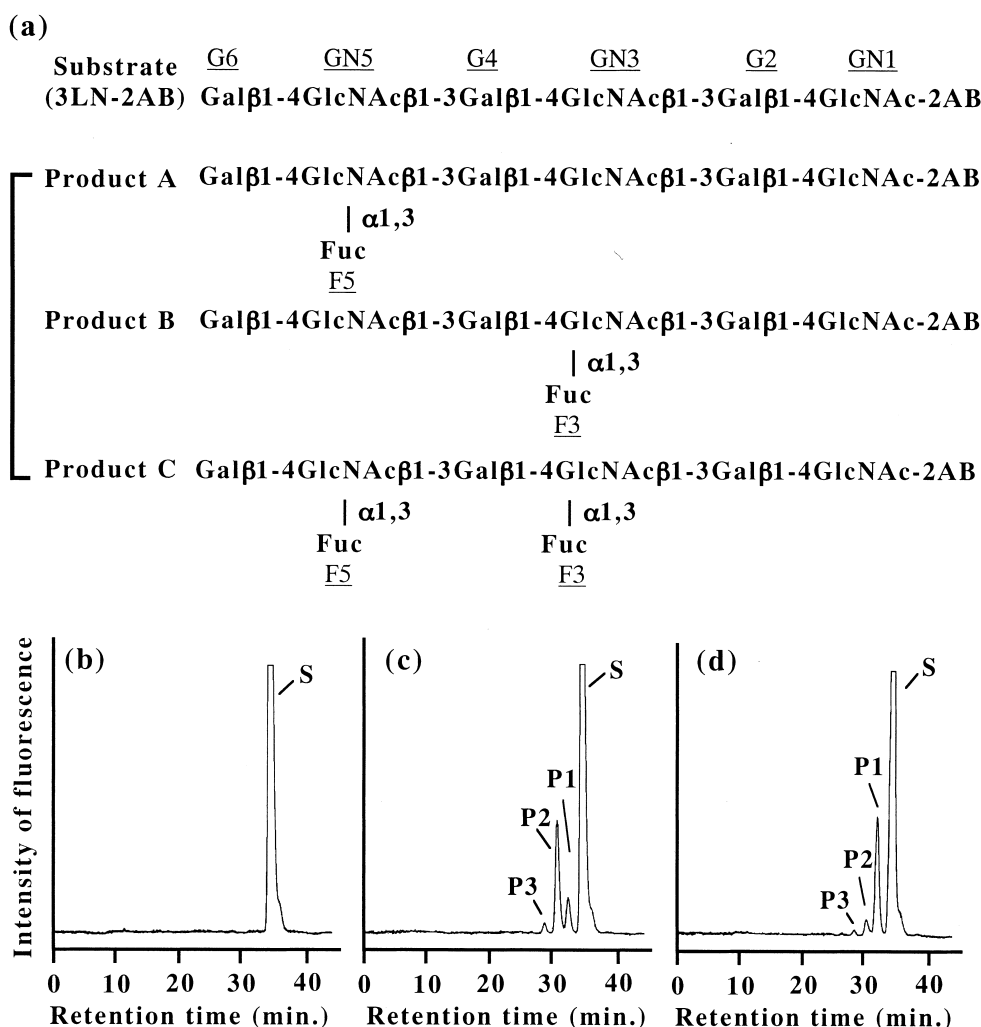 (a)
G6 GN5 G4 GN3 G2 GN1
Substrate
(3LN-2AB) Galβ1-4GlcNAcβ1-3Galβ1-4GlcNAcβ1-3Galβ1-4GlcNAc-2AB
Product A Galβ1-4GlcNAcβ1-3Galβ1-4GlcNAcβ1-3Galβ1-4GlcNAc-2AB
| α1,3
Fuc
F5
Product B Galβ1-4GlcNAcβ1-3Galβ1-4GlcNAcβ1-3Galβ1-4GlcNAc-2AB
| α1,3
Fuc
F3
Product C Galβ1-4GlcNAcβ1-3Galβ1-4GlcNAcβ1-3Galβ1-4GlcNAc-2AB
| α1,3 | α1,3
Fuc Fuc
F5 F3
Intensity of fluorescence
(b)
S
0 10 20 30 40
Retention time (min.)
(c)
S
P1
P2
P3
0 10 20 30 40
Retention time (min.)
(d)
S
P1
P2
P3
0 10 20 30 40
Retention time (min.)